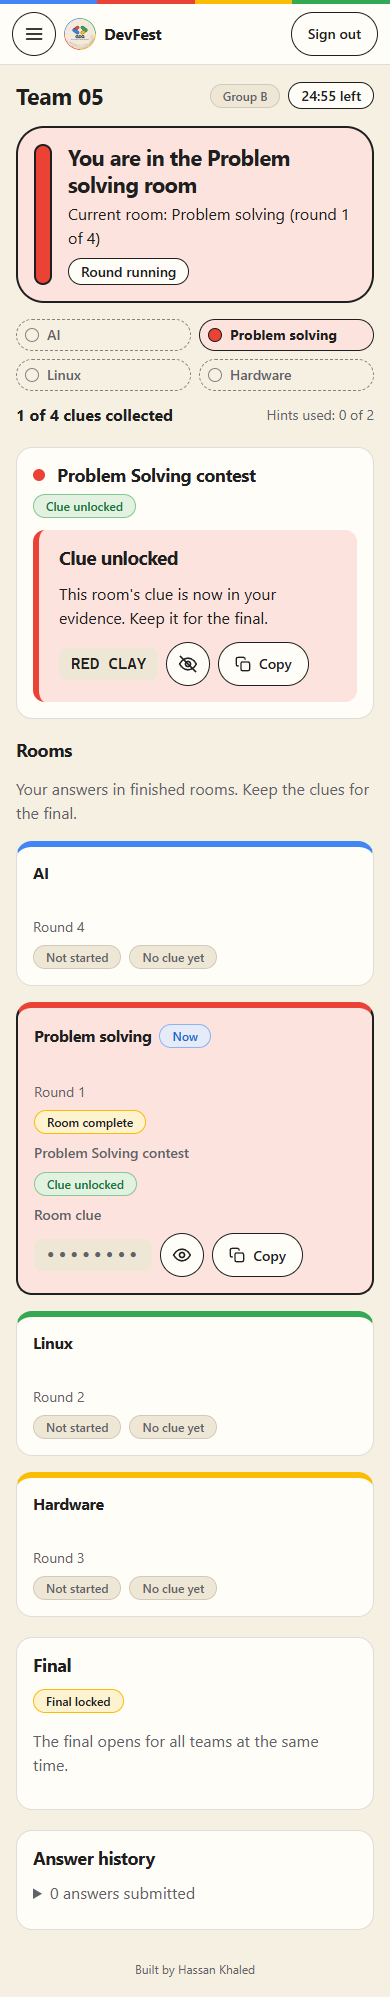 DevFest
Sign out
Team 05
Group B
24:55 left
You are in the Problem
solving room
Current room: Problem solving (round 1
of 4)
Round running
AI
Problem solving
Linux
Hardware
1 of 4 clues collected
Hints used: 0 of 2
Problem Solving contest
Clue unlocked
Clue unlocked
This room's clue is now in your
evidence. Keep it for the final.
RED CLAY
Copy
Rooms
Your answers in finished rooms. Keep the clues for
the final.
AI
Round 4
Not started
No clue yet
Problem solving
Now
Round 1
Room complete
Problem Solving contest
Clue unlocked
Room clue
••••••••
Copy
Linux
Round 2
Not started
No clue yet
Hardware
Round 3
Not started
No clue yet
Final
Final locked
The final opens for all teams at the same
time.
Answer history
0 answers submitted
Built by Hassan Khaled